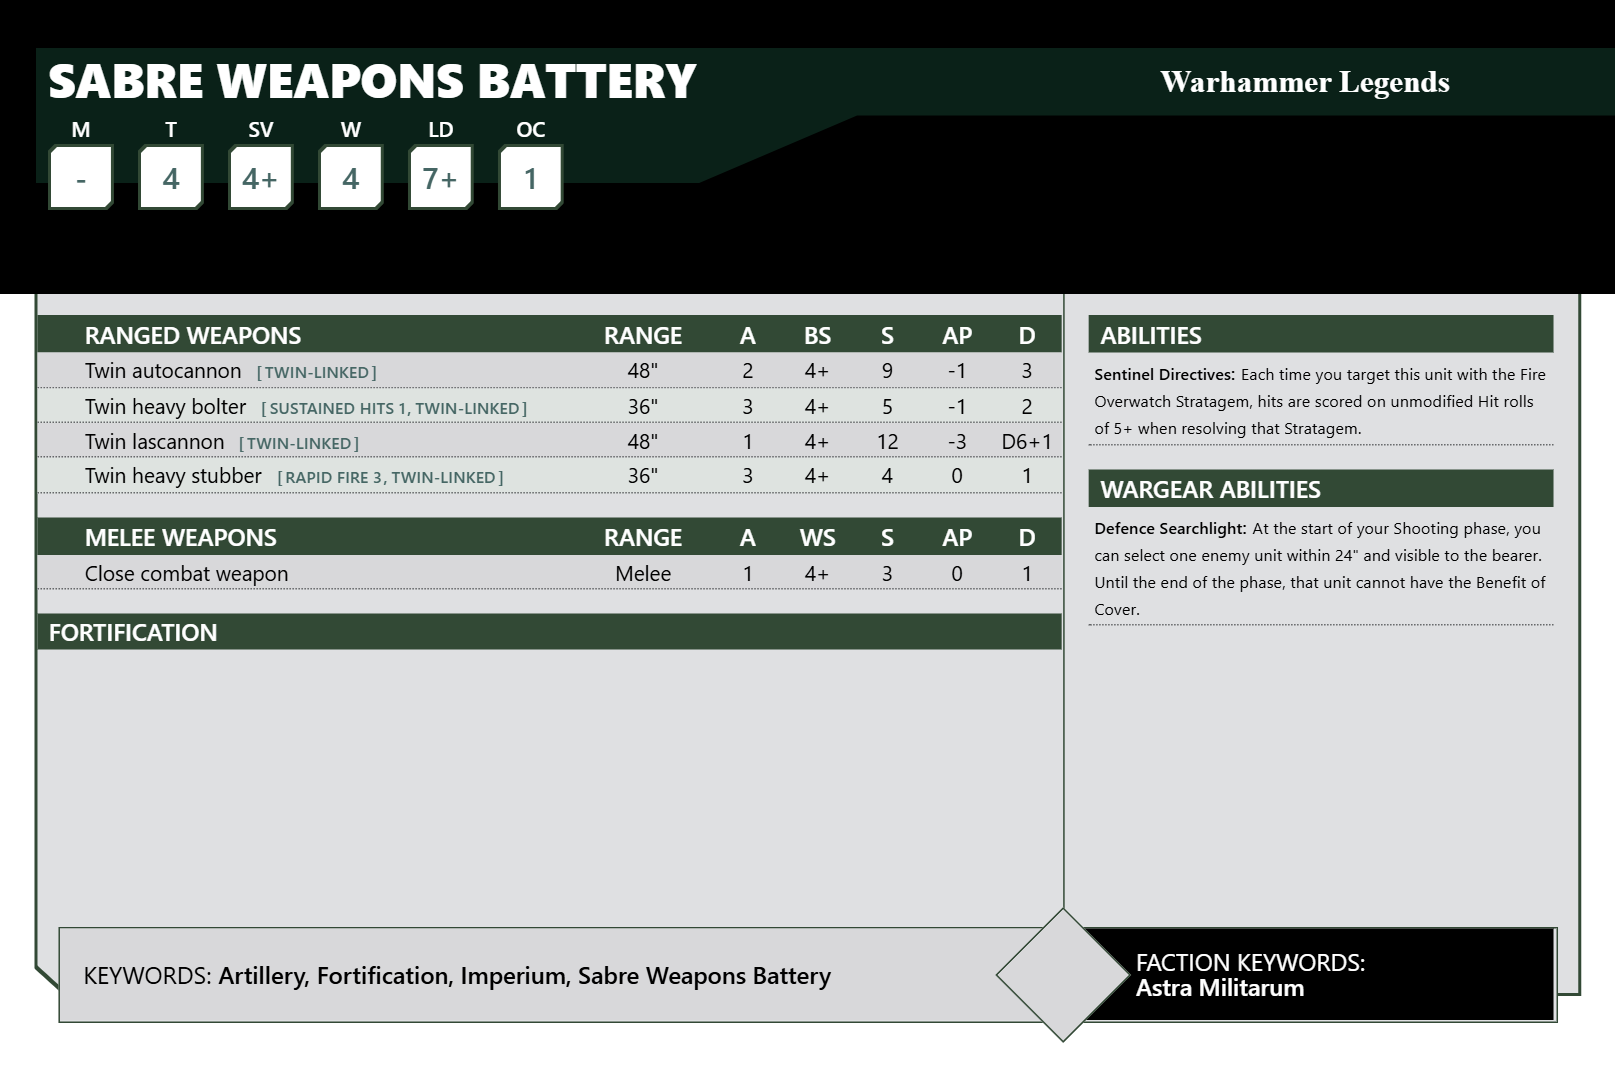 SABRE WEAPONS BATTERY
Warhammer Legends
M T SV W LD OC
- 4 4+ 4 7+ 1
RANGED WEAPONS RANGE A BS S AP D
Twin autocannon [TWIN-LINKED] 48" 2 4+ 9 -1 3
Twin heavy bolter [SUSTAINED HITS 1, TWIN-LINKED] 36" 3 4+ 5 -1 2
Twin lascannon [TWIN-LINKED] 48" 1 4+ 12 -3 D6+1
Twin heavy stubber [RAPID FIRE 3, TWIN-LINKED] 36" 3 4+ 4 0 1
MELEE WEAPONS RANGE A WS S AP D
Close combat weapon Melee 1 4+ 3 0 1
FORTIFICATION
ABILITIES
Sentinel Directives: Each time you target this unit with the Fire
Overwatch Stratagem, hits are scored on unmodified Hit rolls
of 5+ when resolving that Stratagem.
WARGEAR ABILITIES
Defence Searchlight: At the start of your Shooting phase, you
can select one enemy unit within 24" and visible to the bearer.
Until the end of the phase, that unit cannot have the Benefit of
Cover.
KEYWORDS: Artillery, Fortification, Imperium, Sabre Weapons Battery
FACTION KEYWORDS:
Astra Militarum